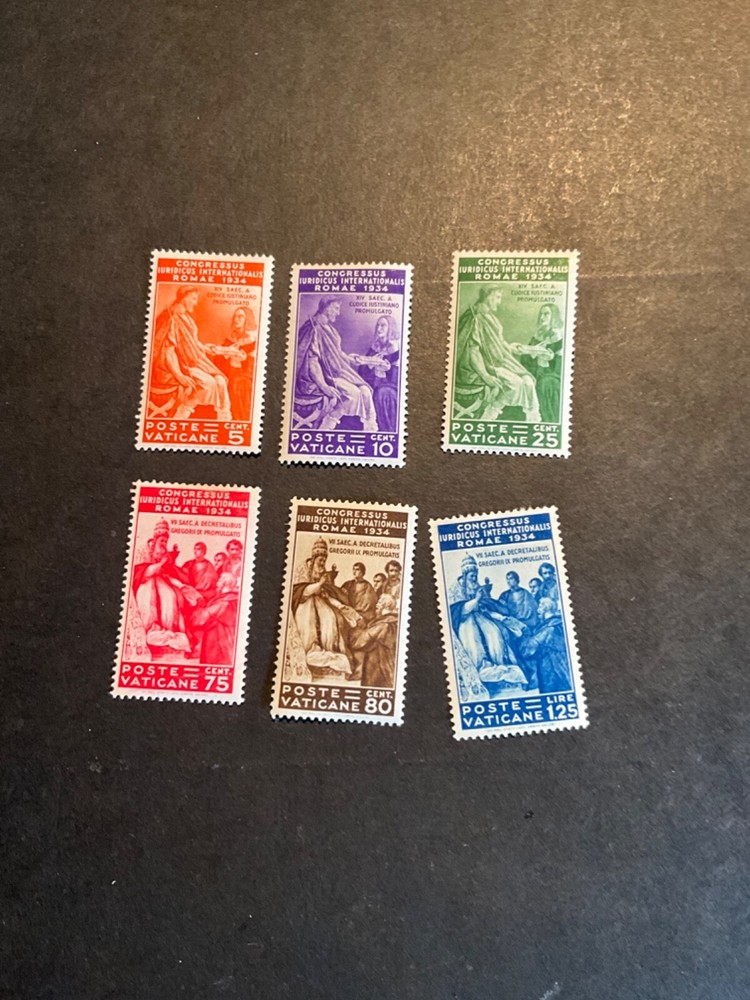 CONGRESSUS
IURIDICUS INTERNATIONALIS
ROMAE 1934
XIV SAEC. A
CODICE IUSTINIANO
PROMULGATO
POSTE = CENT.
VATICANE 5
CONGRESSUS
IURIDICUS INTERNATIONALIS
ROMAE 1934
XIV SAEC. A
CODICE IUSTINIANO
PROMULGATO
POSTE = CENT.
VATICANE 10
CONGRESSUS
IURIDICUS INTERNATIONALIS
ROMAE 1934
XIV SAEC. A
CODICE IUSTINIANO
PROMULGATO
POSTE = CENT.
VATICANE 25
CONGRESSUS
IURIDICUS INTERNATIONALIS
ROMAE 1934
VII SAEC. A DECRETALIBUS
GREGORII IX PROMULGATIS
POSTE = CENT.
VATICANE 75
CONGRESSUS
IURIDICUS INTERNATIONALIS
ROMAE 1934
VII SAEC. A DECRETALIBUS
GREGORII IX PROMULGATIS
POSTE = CENT.
VATICANE 80
CONGRESSUS
IURIDICUS INTERNATIONALIS
ROMAE 1934
VII SAEC. A DECRETALIBUS
GREGORII IX PROMULGATIS
POSTE = LIRE
VATICANE 1.25